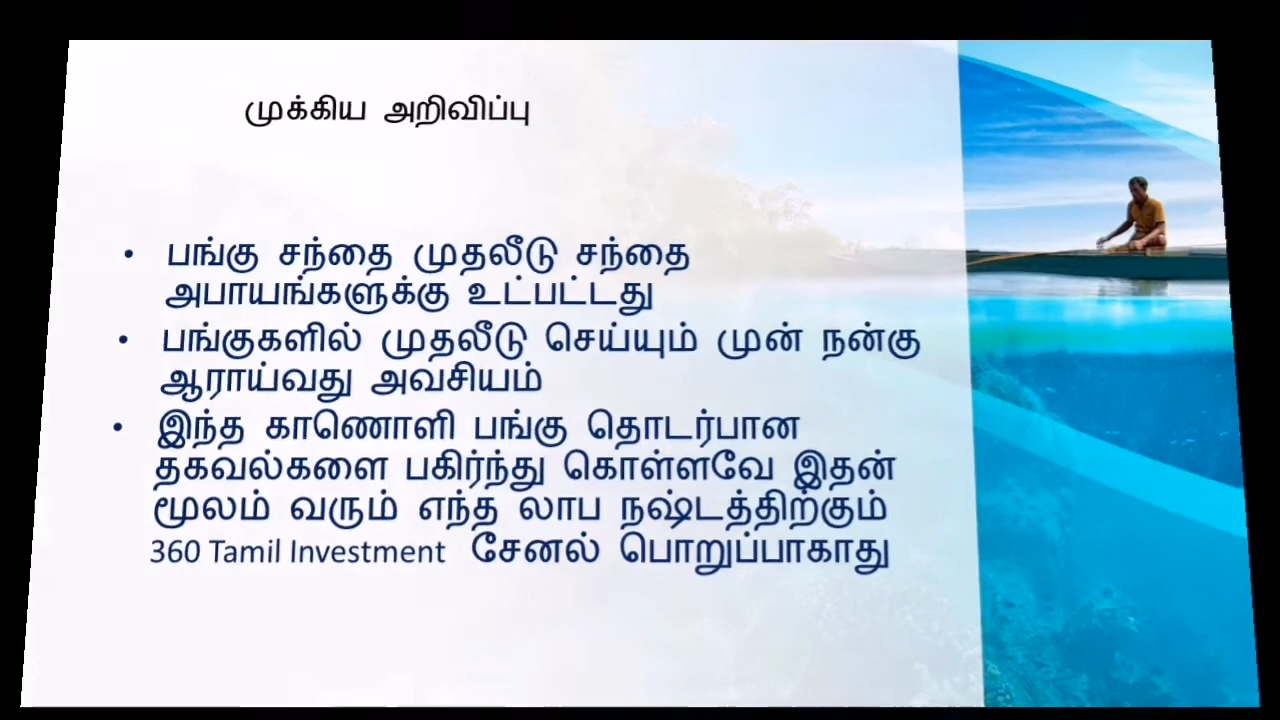 முக்கிய அறிவிப்பு
• பங்கு சந்தை முதலீடு சந்தை
அபாயங்களுக்கு உட்பட்டது
• பங்குகளில் முதலீடு செய்யும் முன் நன்கு
ஆராய்வது அவசியம்
• இந்த காணொளி பங்கு தொடர்பான
தகவல்களை பகிர்ந்து கொள்ளவே இதன்
மூலம் வரும் எந்த லாப நஷ்டத்திற்கும்
360 Tamil Investment சேனல் பொறுப்பாகாது